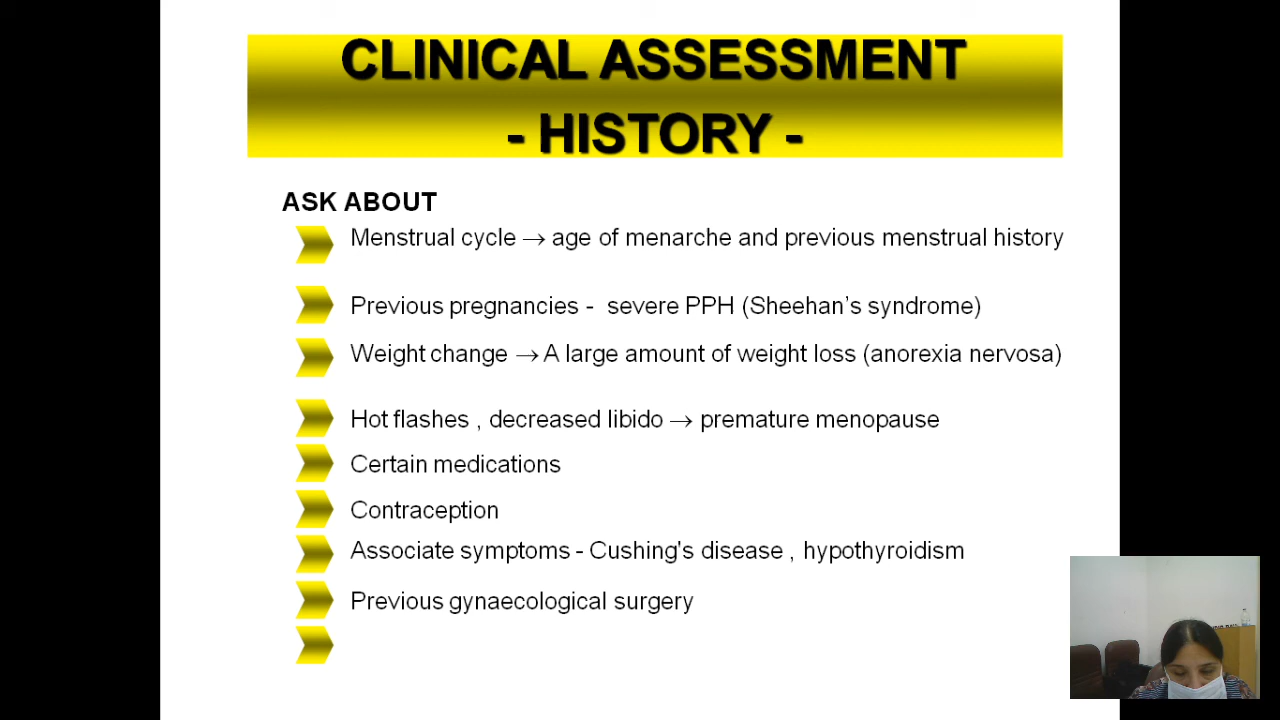 CLINICAL ASSESSMENT
- HISTORY -
ASK ABOUT
Menstrual cycle → age of menarche and previous menstrual history
Previous pregnancies - severe PPH (Sheehan's syndrome)
Weight change → A large amount of weight loss (anorexia nervosa)
Hot flashes , decreased libido → premature menopause
Certain medications
Contraception
Associate symptoms - Cushing's disease , hypothyroidism
Previous gynaecological surgery